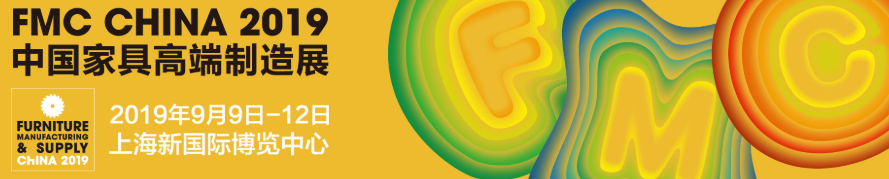 FMC CHINA 2019
中国家具高端制造展
FURNITURE
MANUFACTURING
& SUPPLY
ChINA 2019
2019年9月9日-12日
上海新国际博览中心
F
M
C